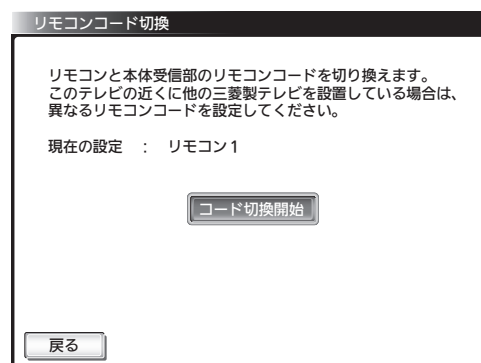 リモコンコード切換
リモコンと本体受信部のリモコンコードを切り換えます。
このテレビの近くに他の三菱製テレビを設置している場合は、
異なるリモコンコードを設定してください。
現在の設定 ： リモコン1
コード切換開始
戻る